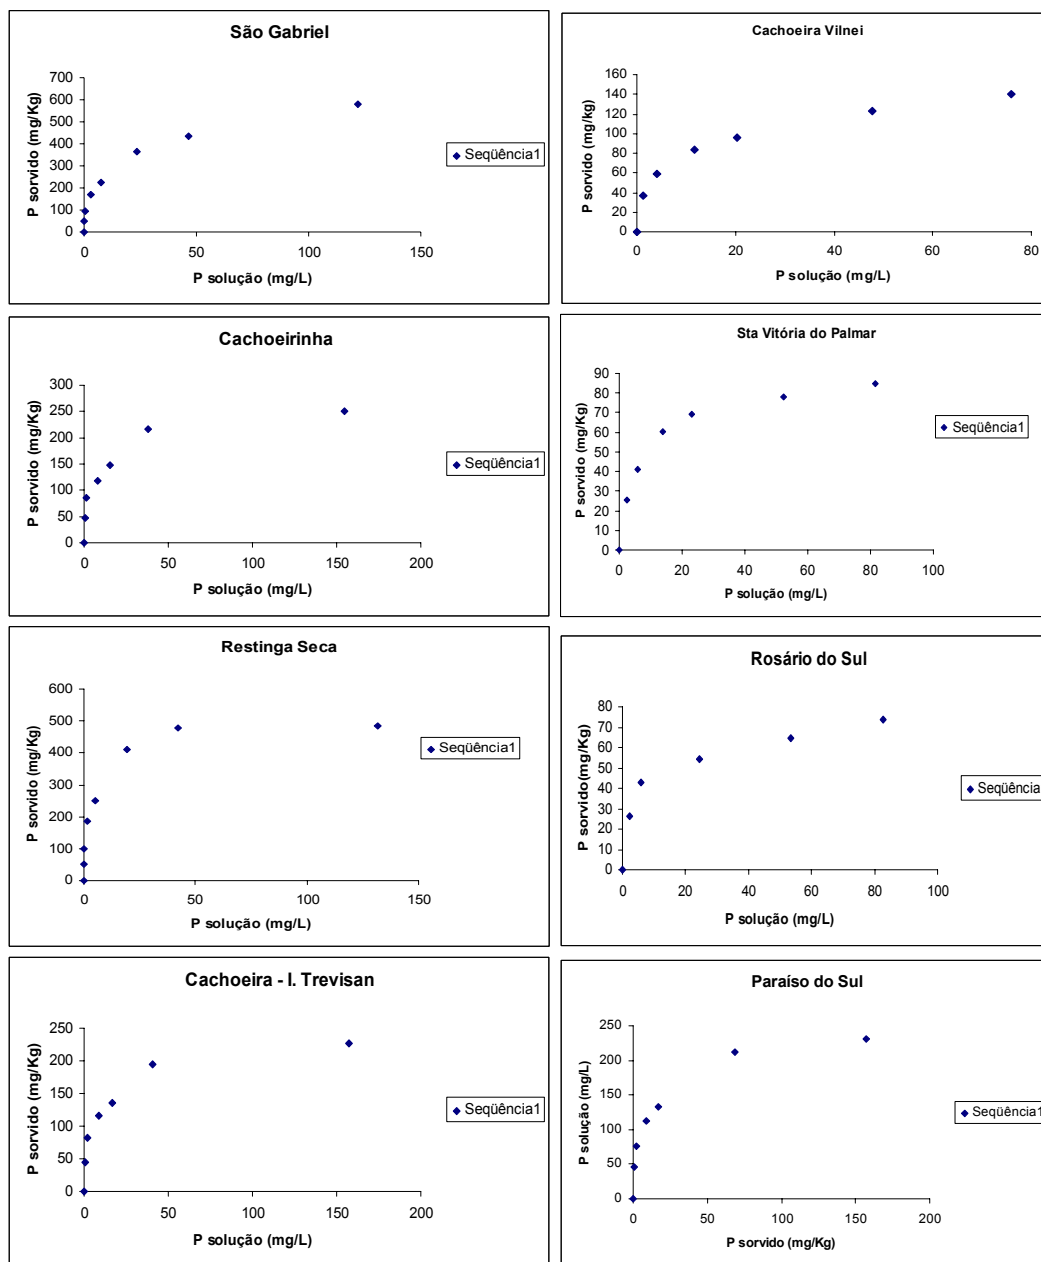 São Gabriel
P sorvido (mg/Kg)
700
600
500
400
300
200
100
0
0 50 100 150
P solução (mg/L)
Seqüência1
Cachoeira Vilnei
P sorvido (mg/kg)
160
140
120
100
80
60
40
20
0
0 20 40 60 80
P solução (mg/L)
Cachoeirinha
P sorvido (mg/Kg)
300
250
200
150
100
50
0
0 50 100 150 200
P solução (mg/L)
Seqüência1
Sta Vitória do Palmar
P sorvido (mg/Kg)
90
80
70
60
50
40
30
20
10
0
0 20 40 60 80 100
P solução (mg/L)
Seqüência1
Restinga Seca
P sorvido (mg/Kg)
600
500
400
300
200
100
0
0 50 100 150
P solução (mg/L)
Seqüência1
Rosário do Sul
P sorvido(mg/Kg)
80
70
60
50
40
30
20
10
0
0 20 40 60 80 100
P solução (mg/L)
Seqüência
Cachoeira - I. Trevisan
P sorvido (mg/Kg)
250
200
150
100
50
0
0 50 100 150 200
P solução (mg/L)
Seqüência1
Paraíso do Sul
P solução (mg/L)
250
200
150
100
50
0
0 50 100 150 200
P sorvido (mg/Kg)
Seqüência1